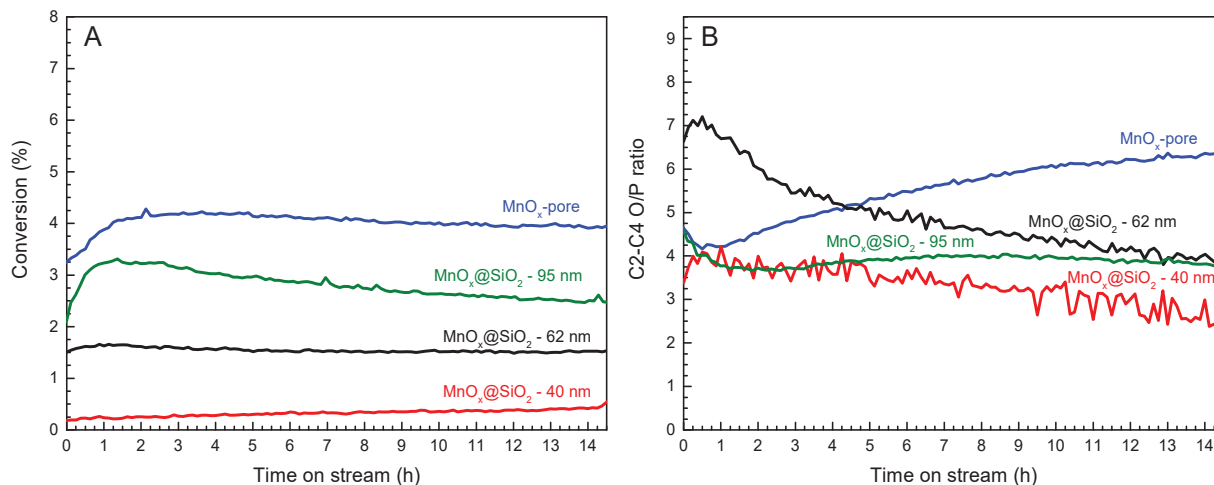 A
Conversion (%)
8
7
6
5
4
3
2
1
0
MnOₓ-pore
MnOₓ@SiO₂ - 95 nm
MnOₓ@SiO₂ - 62 nm
MnOₓ@SiO₂ - 40 nm
0 1 2 3 4 5 6 7 8 9 10 11 12 13 14
Time on stream (h)
B
C2-C4 O/P ratio
9
8
7
6
5
4
3
2
1
0
MnOₓ-pore
MnOₓ@SiO₂ - 62 nm
MnOₓ@SiO₂ - 95 nm
MnOₓ@SiO₂ - 40 nm
0 1 2 3 4 5 6 7 8 9 10 11 12 13 14
Time on stream (h)